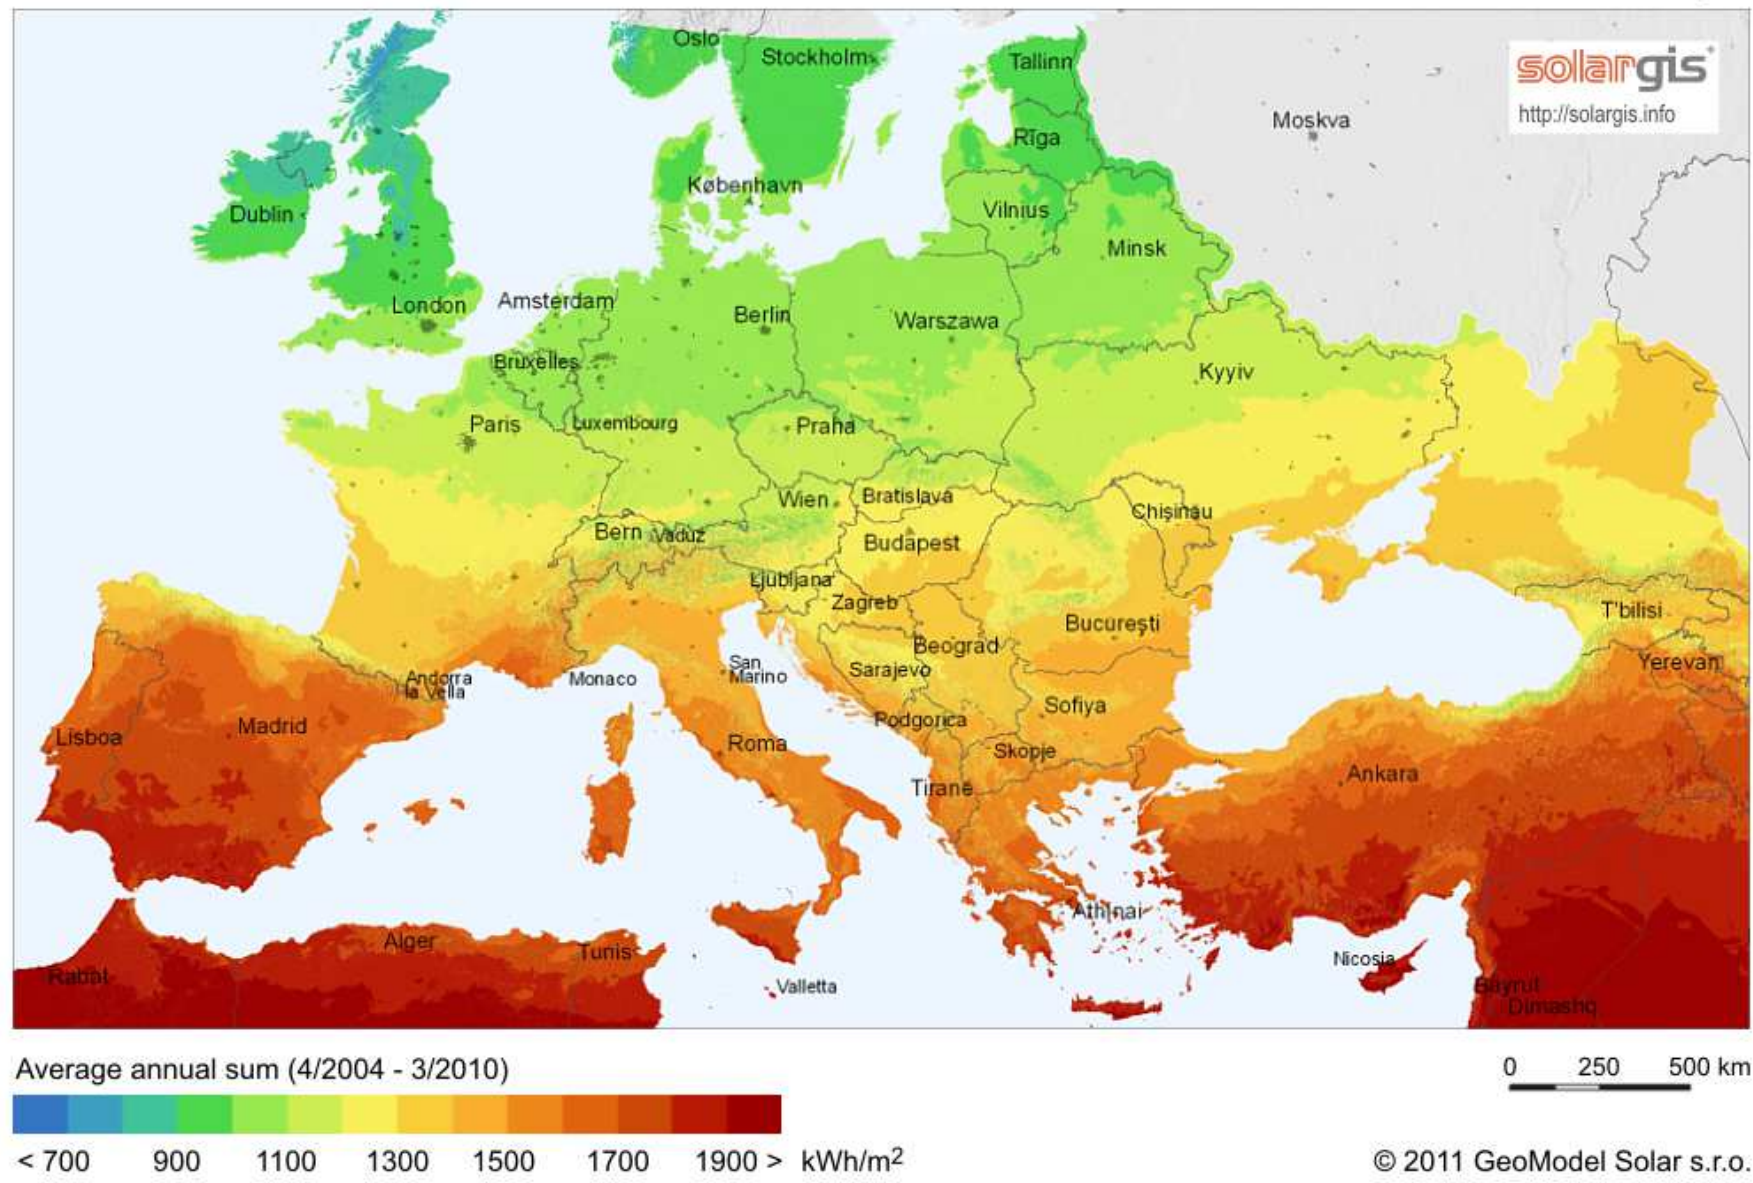 Oslo
Stockholm
Tallinn
solargis
http://solargis.info
Moskva
Rīga
København
Dublin
Vilnius
Minsk
London
Amsterdam
Berlin
Warszawa
Bruxelles
Kyyiv
Paris
Luxembourg
Praha
Wien
Bratislava
Chişinău
Bern
Vaduz
Budapest
Ljubljana
Zagreb
T'bilisi
Bucureşti
Beograd
Yerevan
San
Marino
Sarajevo
Andorra
la Vella
Monaco
Sofiya
Podgorica
Madrid
Lisboa
Roma
Skopje
Ankara
Tiranë
Athínai
Alger
Tunis
Nicosia
Rabat
Valletta
Bayrut
Dimashq
Average annual sum (4/2004 - 3/2010)
0 250 500 km
< 700 900 1100 1300 1500 1700 1900 > kWh/m²
© 2011 GeoModel Solar s.r.o.